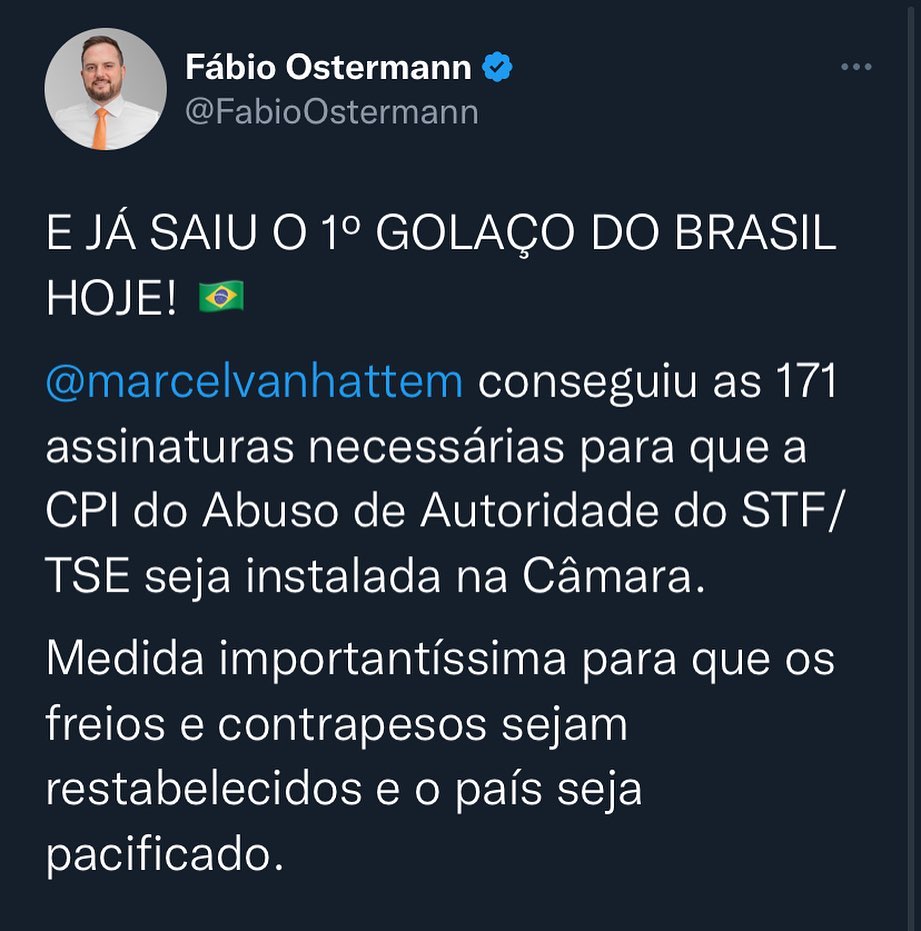 Fábio Ostermann
@FabioOstermann
E JÁ SAIU O 1º GOLAÇO DO BRASIL
HOJE! 🇧🇷
@marcelvanhattem conseguiu as 171
assinaturas necessárias para que a
CPI do Abuso de Autoridade do STF/
TSE seja instalada na Câmara.
Medida importantíssima para que os
freios e contrapesos sejam
restabelecidos e o país seja
pacificado.